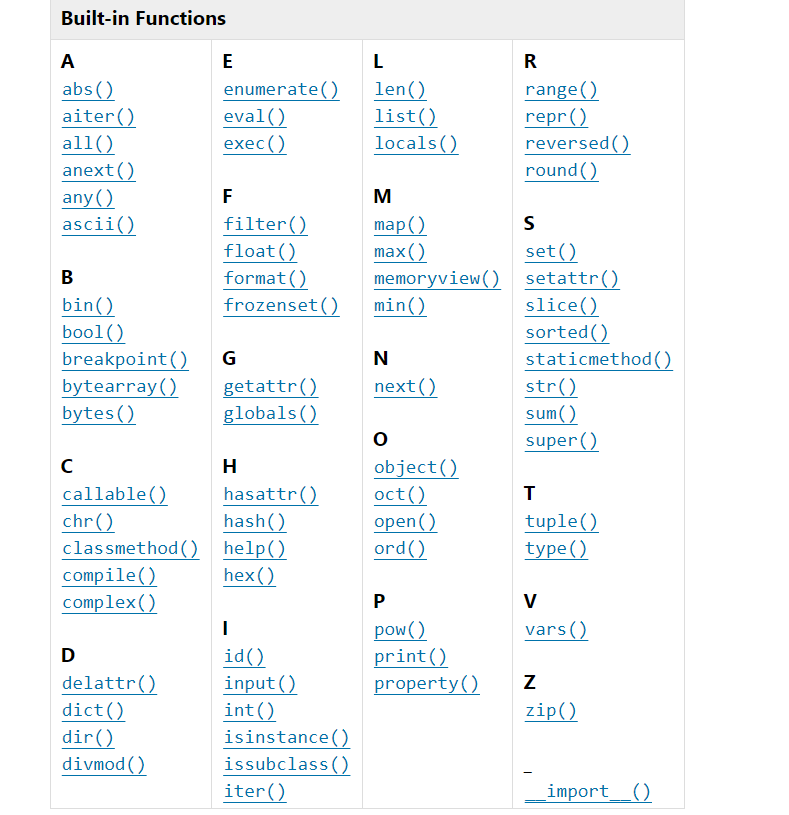 Built-in Functions
A
abs()
aiter()
all()
anext()
any()
ascii()
B
bin()
bool()
breakpoint()
bytearray()
bytes()
C
callable()
chr()
classmethod()
compile()
complex()
D
delattr()
dict()
dir()
divmod()
E
enumerate()
eval()
exec()
F
filter()
float()
format()
frozenset()
G
getattr()
globals()
H
hasattr()
hash()
help()
hex()
I
id()
input()
int()
isinstance()
issubclass()
iter()
L
len()
list()
locals()
M
map()
max()
memoryview()
min()
N
next()
O
object()
oct()
open()
ord()
P
pow()
print()
property()
R
range()
repr()
reversed()
round()
S
set()
setattr()
slice()
sorted()
staticmethod()
str()
sum()
super()
T
tuple()
type()
V
vars()
Z
zip()
_
__import__()